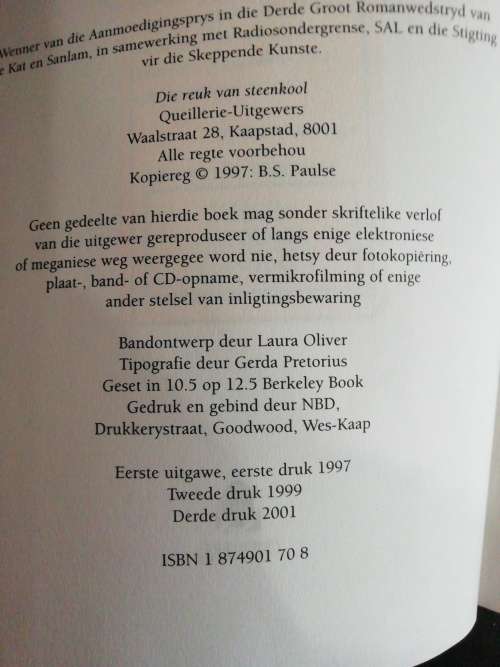 Wenner van die Aanmoedigingsprys in die Derde Groot Romanwedstryd van
e Kat en Sanlam, in samewerking met Radiosondergrense, SAL en die Stigting
vir die Skeppende Kunste.
Die reuk van steenkool
Queillerie-Uitgewers
Waalstraat 28, Kaapstad, 8001
Alle regte voorbehou
Kopiereg © 1997: B.S. Paulse
Geen gedeelte van hierdie boek mag sonder skriftelike verlof
van die uitgewer gereproduseer of langs enige elektroniese
of meganiese weg weergegee word nie, hetsy deur fotokopièring,
plaat-, band- of CD-opname, vermikrofilming of enige
ander stelsel van inligtingsbewaring
Bandontwerp deur Laura Oliver
Tipografie deur Gerda Pretorius
Geset in 10.5 op 12.5 Berkeley Book
Gedruk en gebind deur NBD,
Drukkerystraat, Goodwood, Wes-Kaap
Eerste uitgawe, eerste druk 1997
Tweede druk 1999
Derde druk 2001
ISBN 1 874901 70 8